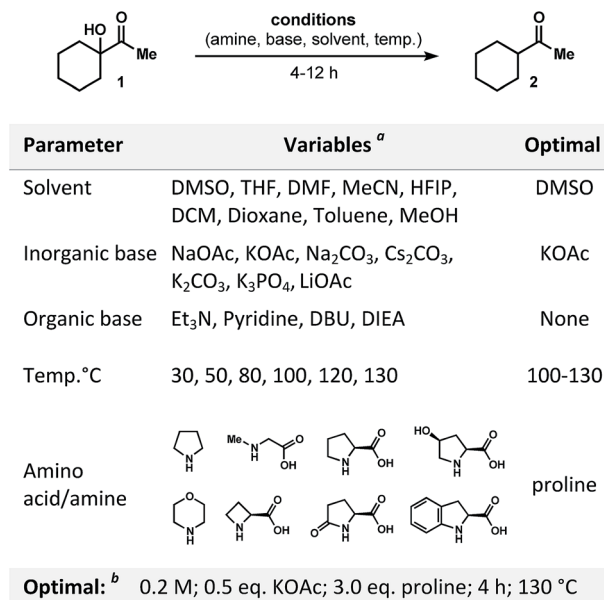 conditions
(amine, base, solvent, temp.)
4-12 h
HO
O
Me
1
O
Me
2
Parameter Variables a Optimal
Solvent DMSO, THF, DMF, MeCN, HFIP, DMSO
DCM, Dioxane, Toluene, MeOH
Inorganic base NaOAc, KOAc, Na2CO3, Cs2CO3, KOAc
K2CO3, K3PO4, LiOAc
Organic base Et3N, Pyridine, DBU, DIEA None
Temp.°C 30, 50, 80, 100, 120, 130 100-130
Amino
acid/amine
N
H
Me
N
H
O
OH
N
H
O
OH
HO
N
H
O
OH
O
N
H
NH
O
OH
O
N
H
O
OH
N
H
O
OH
proline
Optimal: b 0.2 M; 0.5 eq. KOAc; 3.0 eq. proline; 4 h; 130 °C